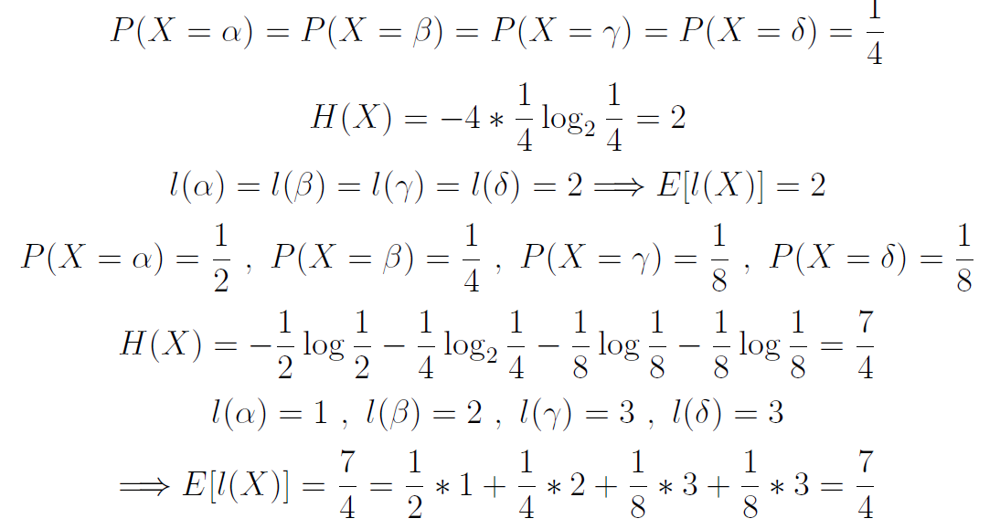 P(X = α) = P(X = β) = P(X = γ) = P(X = δ) = 1/4
H(X) = −4 * 1/4 log₂ 1/4 = 2
l(α) = l(β) = l(γ) = l(δ) = 2 ⟹ E[l(X)] = 2
P(X = α) = 1/2 , P(X = β) = 1/4 , P(X = γ) = 1/8 , P(X = δ) = 1/8
H(X) = −1/2 log 1/2 − 1/4 log₂ 1/4 − 1/8 log 1/8 − 1/8 log 1/8 = 7/4
l(α) = 1 , l(β) = 2 , l(γ) = 3 , l(δ) = 3
⟹ E[l(X)] = 7/4 = 1/2 * 1 + 1/4 * 2 + 1/8 * 3 + 1/8 * 3 = 7/4